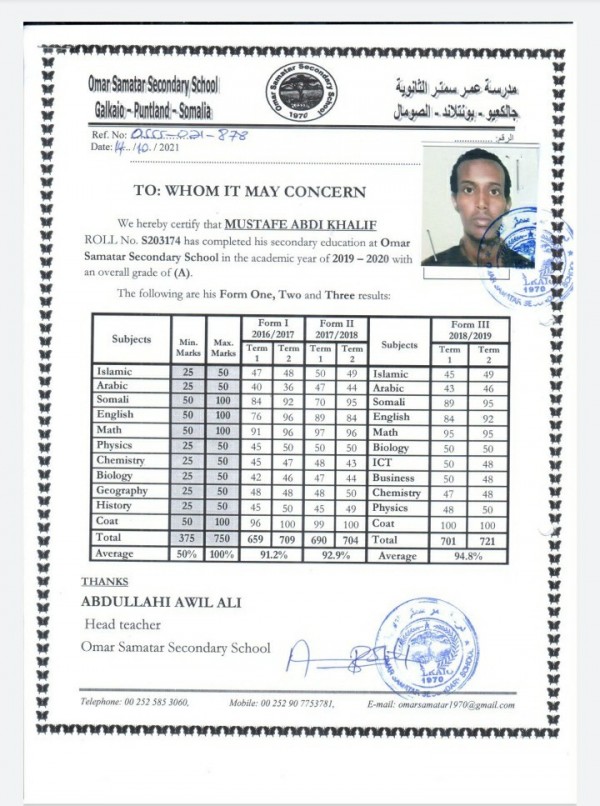 Omar Samatar Secondary School
Galkaio – Puntland – Somalia
Omar Samatar Secondary School
1970
مدرسة عمر سمتر الثانوية
جالكعيو - بونتلاند - الصومال
Ref. No: OSSS-021-878
الرقم:
Date: 14/10/2021
TO: WHOM IT MAY CONCERN
We hereby certify that MUSTAFE ABDI KHALIF
ROLL No. S203174 has completed his secondary education at Omar
Samatar Secondary School in the academic year of 2019 – 2020 with
an overall grade of (A).
The following are his Form One, Two and Three results:
Subjects Min. Marks Max. Marks Form I 2016/2017 Form II 2017/2018 Subjects Form III 2018/2019
Term 1 Term 2 Term 1 Term 2 Term 1 Term 2
Islamic 25 50 47 48 50 49 Islamic 45 49
Arabic 25 50 40 36 47 44 Arabic 43 46
Somali 50 100 84 92 70 95 Somali 89 95
English 50 100 76 96 89 84 English 84 92
Math 50 100 91 96 97 96 Math 95 95
Physics 25 50 45 50 50 50 Biology 50 50
Chemistry 25 50 45 47 48 43 ICT 50 48
Biology 25 50 42 46 47 44 Business 50 48
Geography 25 50 48 48 48 50 Chemistry 47 48
History 25 50 45 50 45 49 Physics 48 50
Coat 50 100 96 100 99 100 Coat 100 100
Total 375 750 659 709 690 704 Total 701 721
Average 50% 100% 91.2% 92.9% Average 94.8%
THANKS
ABDULLAHI AWIL ALI
Head teacher
Omar Samatar Secondary School
1970
1970
Telephone: 00 252 585 3060, Mobile: 00 252 90 7753781, E-mail: omarsamatar1970@gmail.com